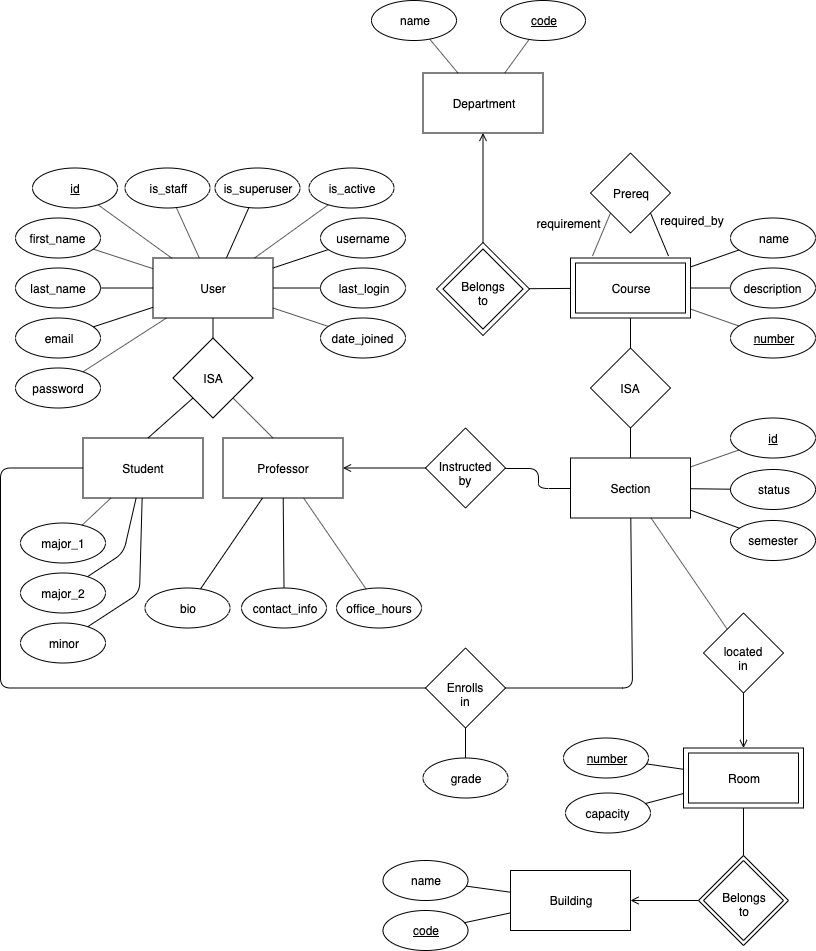 name
code
Department
Prereq
requirement
required_by
id
is_staff
is_superuser
is_active
first_name
username
name
last_name
User
last_login
Belongs
to
Course
description
email
date_joined
number
password
ISA
ISA
Student
Professor
Instructed
by
Section
id
status
semester
major_1
major_2
minor
bio
contact_info
office_hours
located
in
Enrolls
in
grade
number
Room
capacity
name
Building
code
Belongs
to